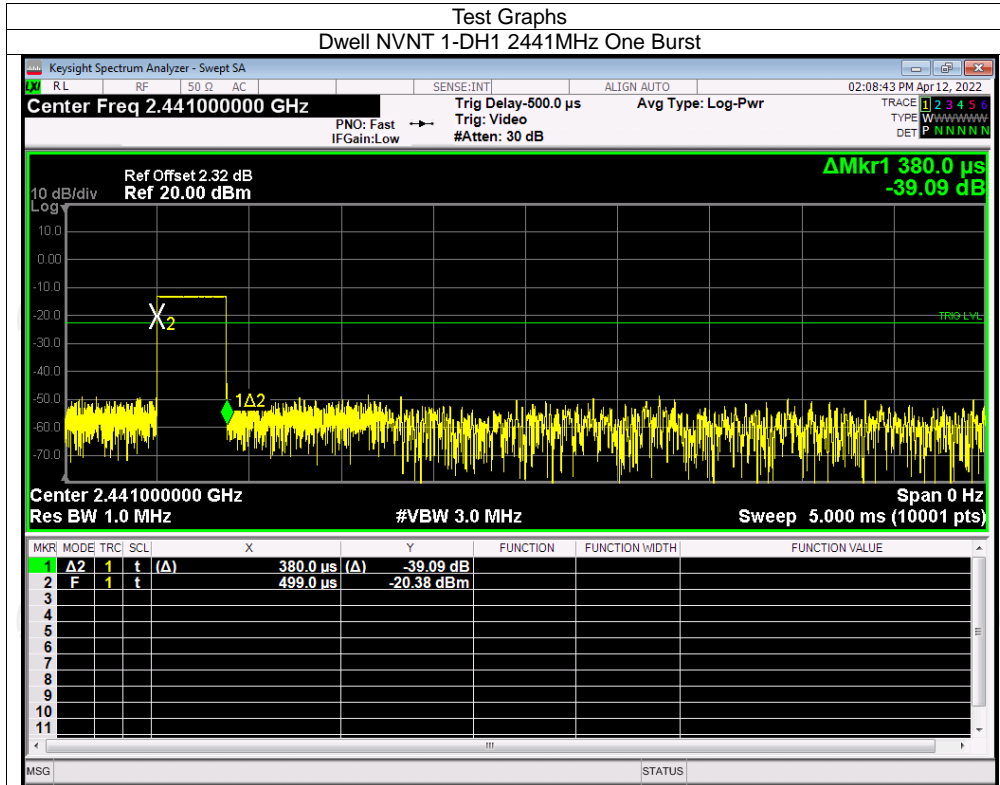 Test Graphs
Dwell NVNT 1-DH1 2441MHz One Burst
Keysight Spectrum Analyzer - Swept SA
LXI RL RF 50 Ω AC SENSE:INT ALIGN AUTO 02:08:43 PM Apr 12, 2022
Center Freq 2.441000000 GHz Trig Delay-500.0 µs Avg Type: Log-Pwr TRACE 1 2 3 4 5 6
PNO: Fast Trig: Video TYPE WWWWWW
IFGain:Low #Atten: 30 dB DET P N N N N N
ΔMkr1 380.0 µs
-39.09 dB
Ref Offset 2.32 dB
10 dB/div Ref 20.00 dBm
Log
10.0
0.00
-10.0
-20.0
2
TRIG LVL
-30.0
-40.0
-50.0
1Δ2
-60.0
-70.0
Center 2.441000000 GHz Span 0 Hz
Res BW 1.0 MHz #VBW 3.0 MHz Sweep 5.000 ms (10001 pts)
MKR MODE TRC SCL X Y FUNCTION FUNCTION WIDTH FUNCTION VALUE
1 Δ2 1 t (Δ) 380.0 µs (Δ) -39.09 dB
2 F 1 t 499.0 µs -20.38 dBm
3
4
5
6
7
8
9
10
11
MSG STATUS